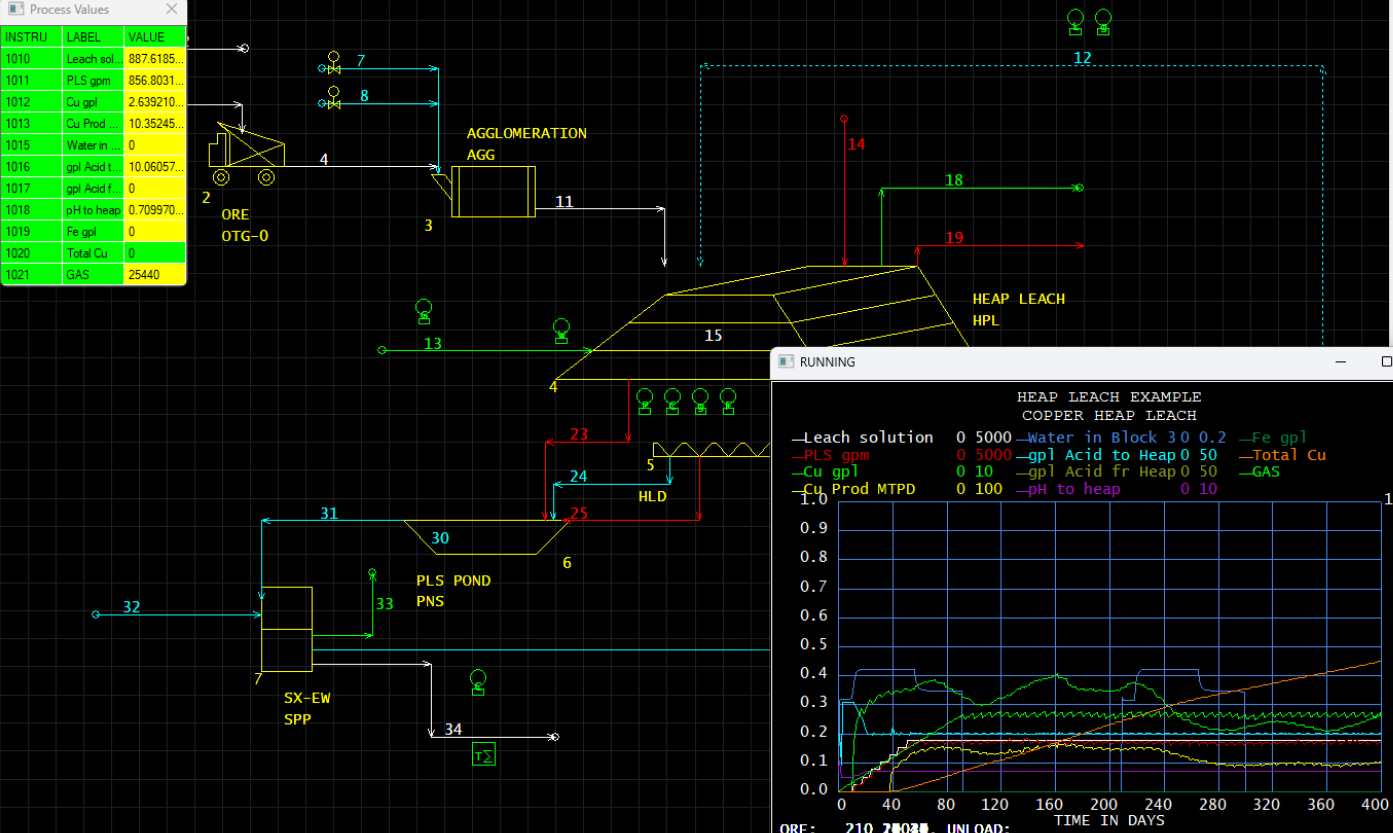 Process Values
INSTRU LABEL VALUE
1010 Leach sol... 887.6185...
1011 PLS gpm 856.8031...
1012 Cu gpl 2.639210...
1013 Cu Prod ... 10.35245...
1015 Water in ... 0
1016 gpl Acid t... 10.06057...
1017 gpl Acid f... 0
1018 pH to heap 0.709970...
1019 Fe gpl 0
1020 Total Cu 0
1021 GAS 25440
12
7
8
AGGLOMERATION
AGG
14
4
18
2
11
ORE
OTG-0
3
19
HEAP LEACH
HPL
13
15
4
23
5
24
HLD
25
31
30
6
PLS POND
PNS
32
33
7
SX-EW
SPP
34
TΣ
RUNNING
HEAP LEACH EXAMPLE
COPPER HEAP LEACH
Leach solution 0 5000 Water in Block 3 0 0.2 Fe gpl
PLS gpm 0 5000 gpl Acid to Heap 0 50 Total Cu
Cu gpl 0 10 gpl Acid fr Heap 0 50 GAS
Cu Prod MTPD 0 100 pH to heap 0 10
1.0 1
0.9
0.8
0.7
0.6
0.5
0.4
0.3
0.2
0.1
0.0
0 40 80 120 160 200 240 280 320 360 400
TIME IN DAYS
ORE: 210 UNLOAD: